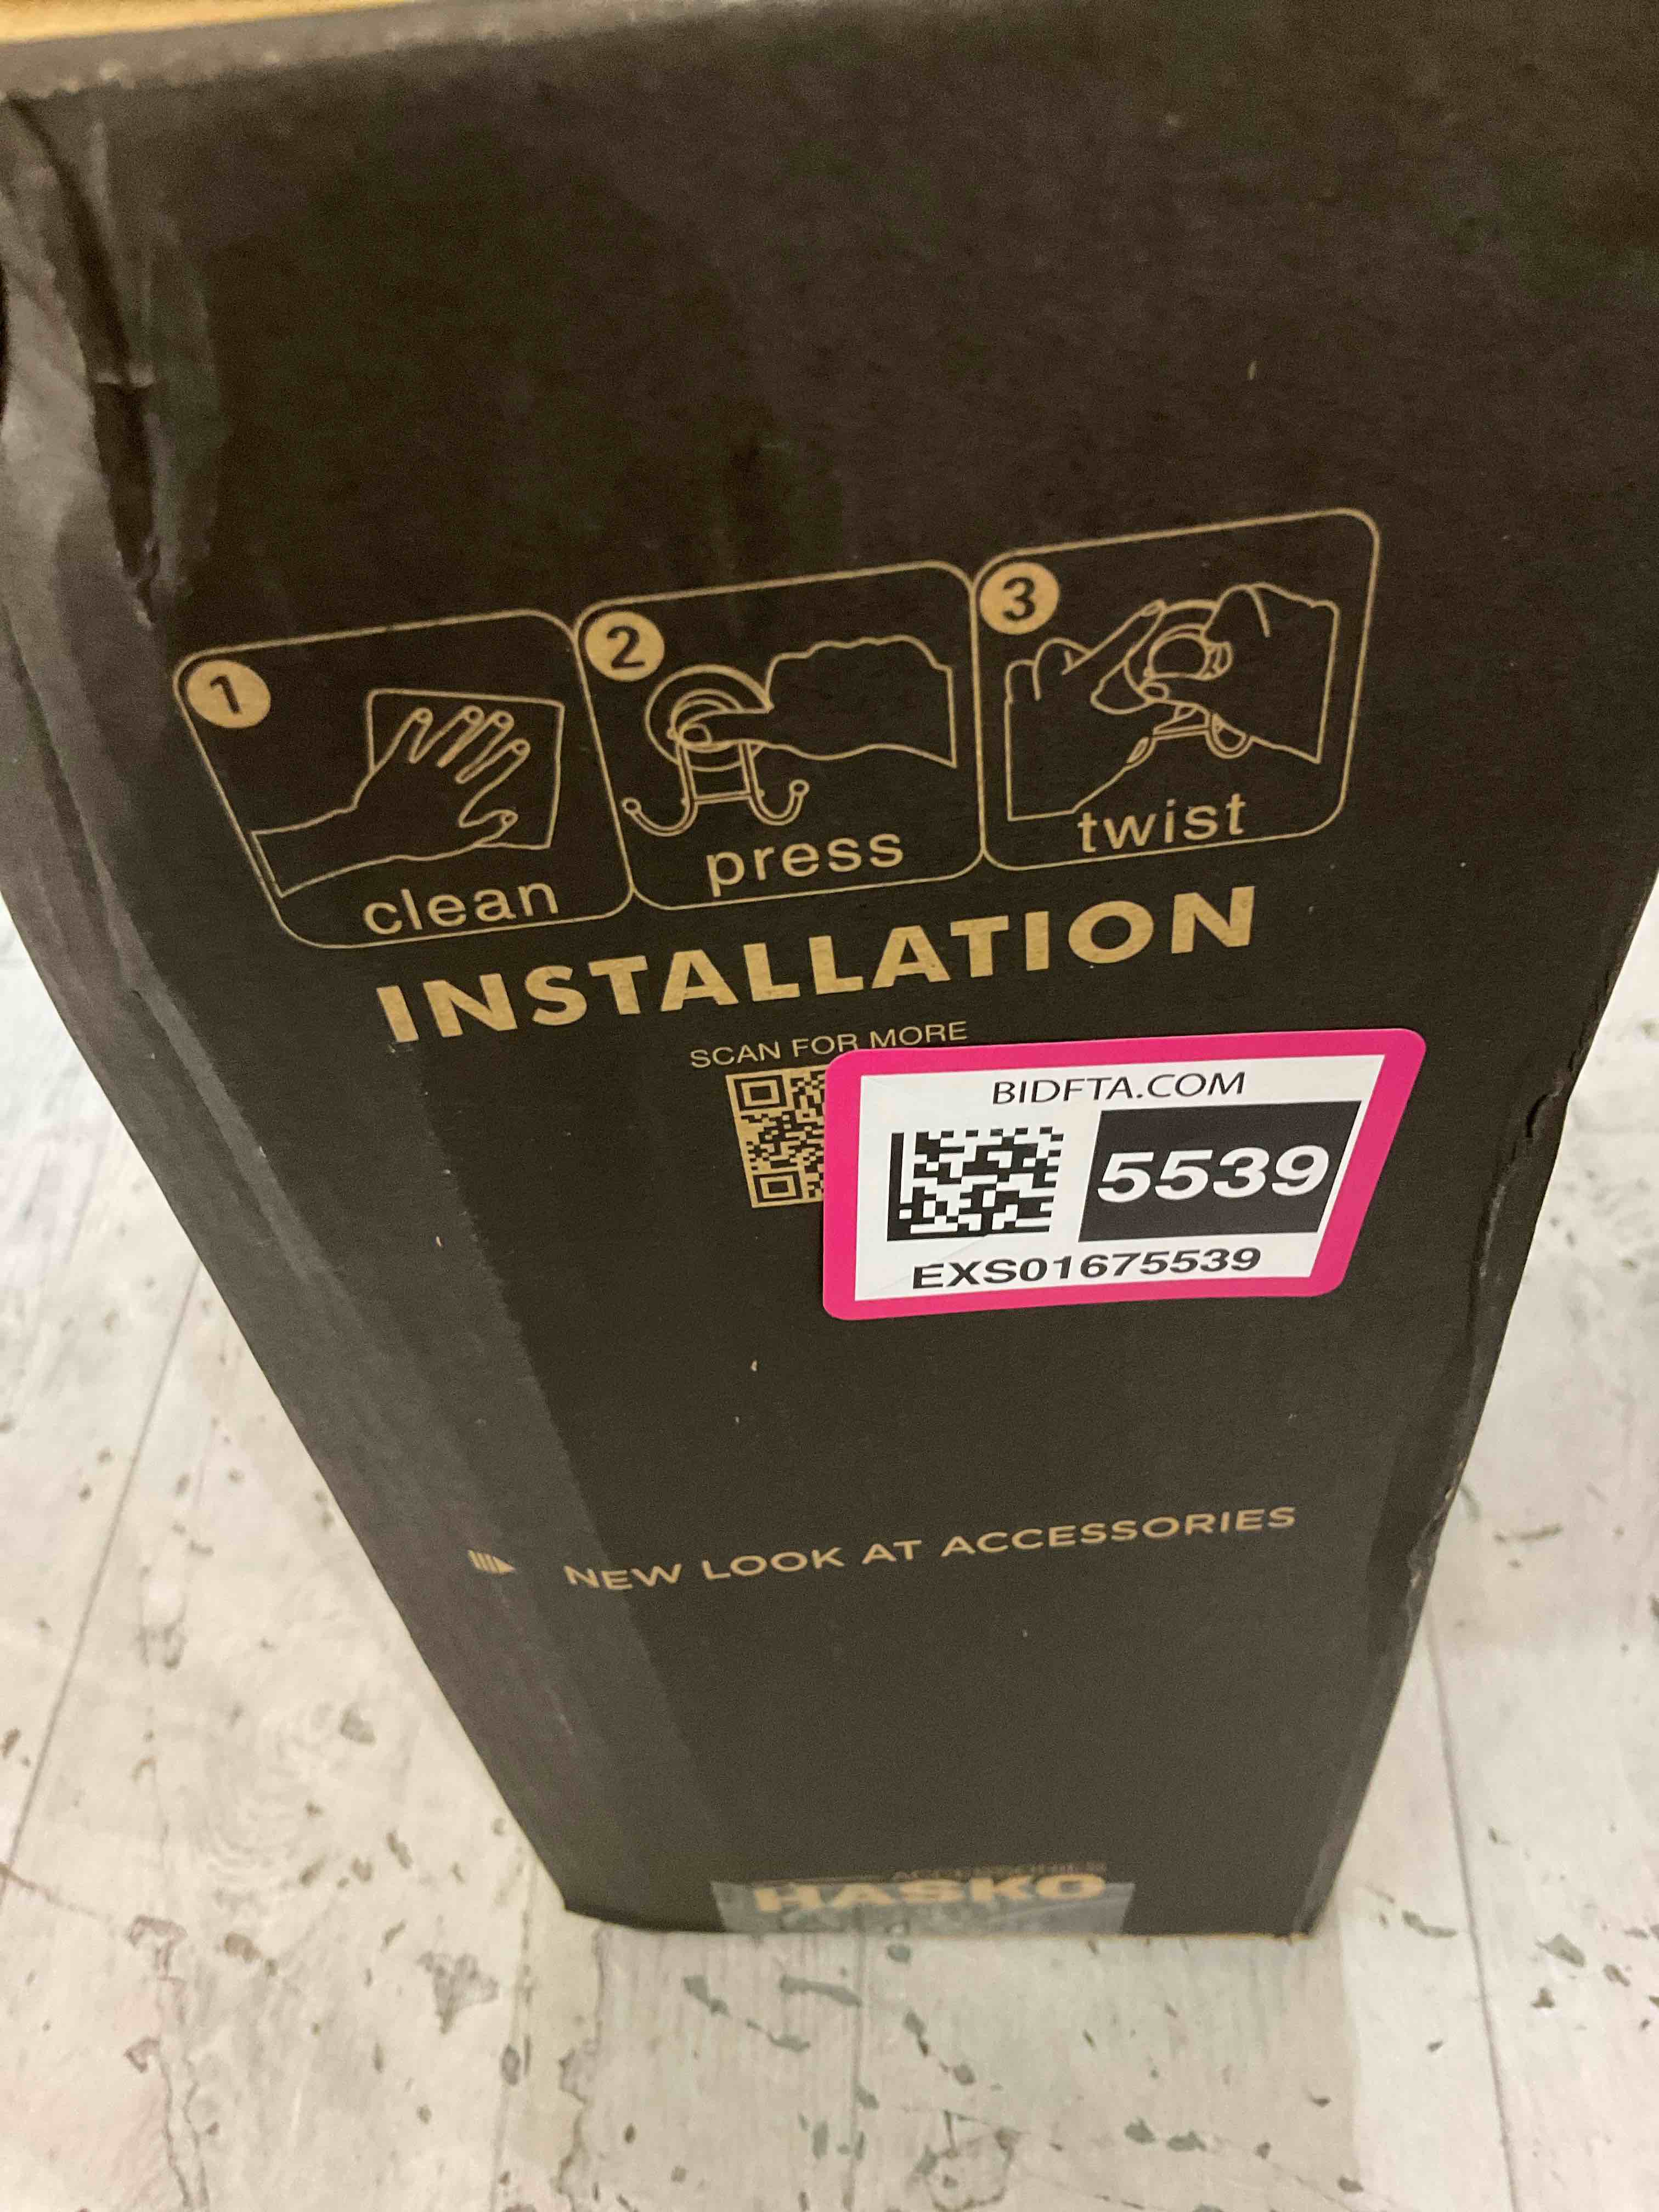 1
clean
2
press
3
twist
INSTALLATION
SCAN FOR MORE
BIDFTA.COM
5539
EXS01675539
NEW LOOK AT ACCESSORIES
ACCESSORIES
HASKO